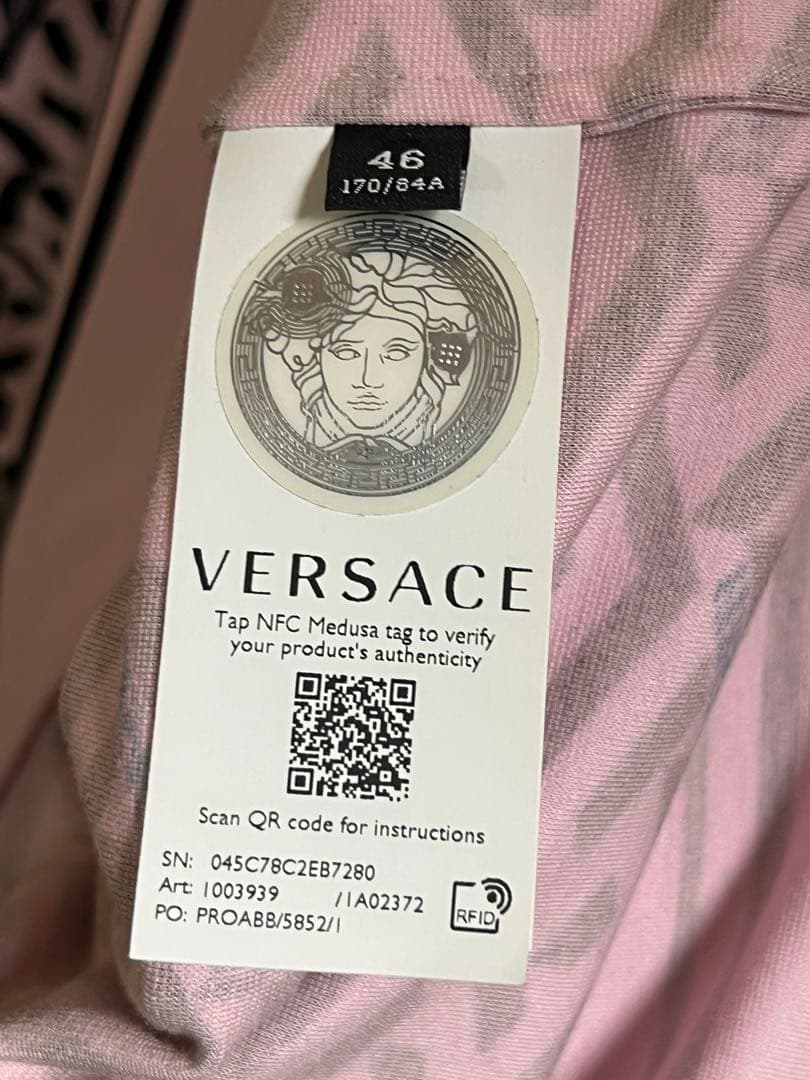 46
170/84A
VERSACE
Tap NFC Medusa tag to verify
your product's authenticity
Scan QR code for instructions
SN: 045C78C2EB7280
Art: 1003939 /1A02372
PO: PROABB/5852/1
RFID